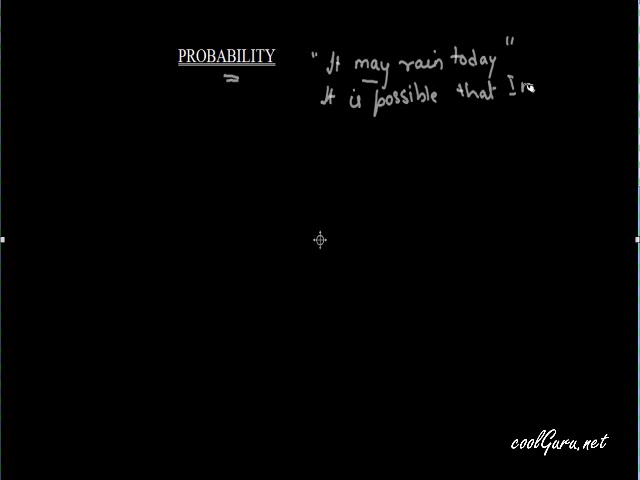 PROBABILITY
"It may rain today"
It is possible that I
coolGuru.net